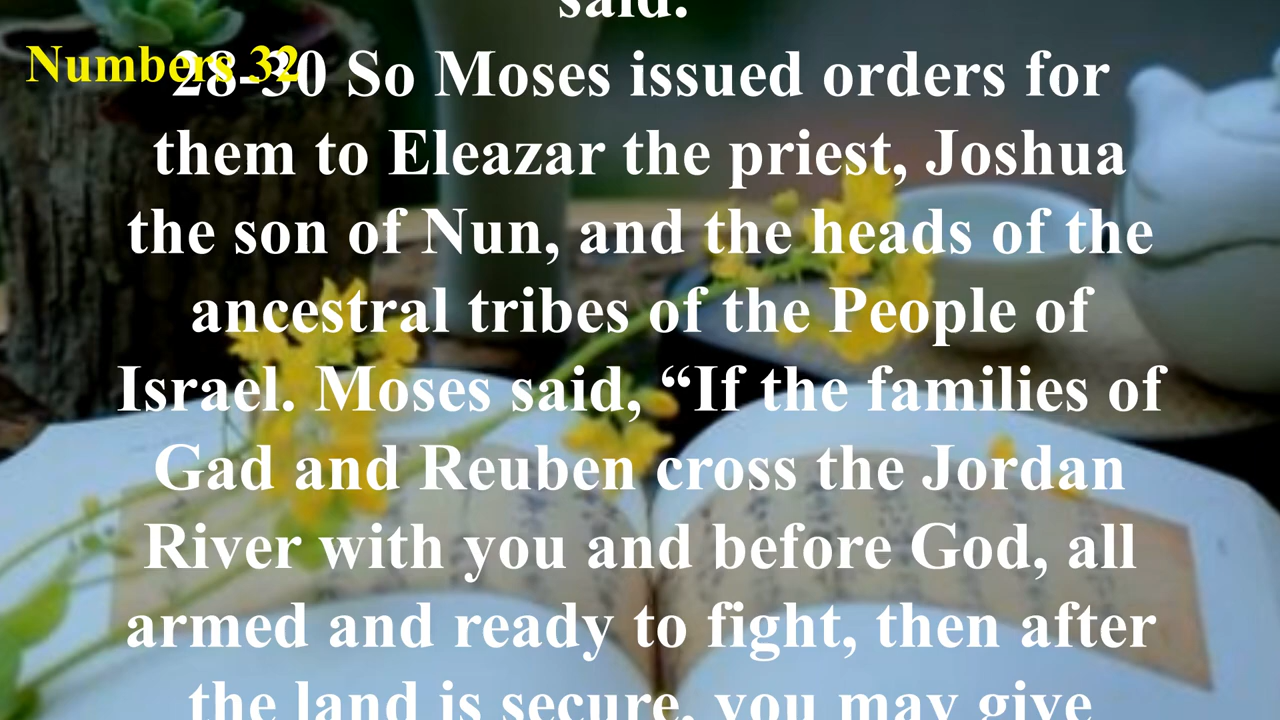 said.
Numbers 32
28-30 So Moses issued orders for
them to Eleazar the priest, Joshua
the son of Nun, and the heads of the
ancestral tribes of the People of
Israel. Moses said, “If the families of
Gad and Reuben cross the Jordan
River with you and before God, all
armed and ready to fight, then after
the land is secure, you may give